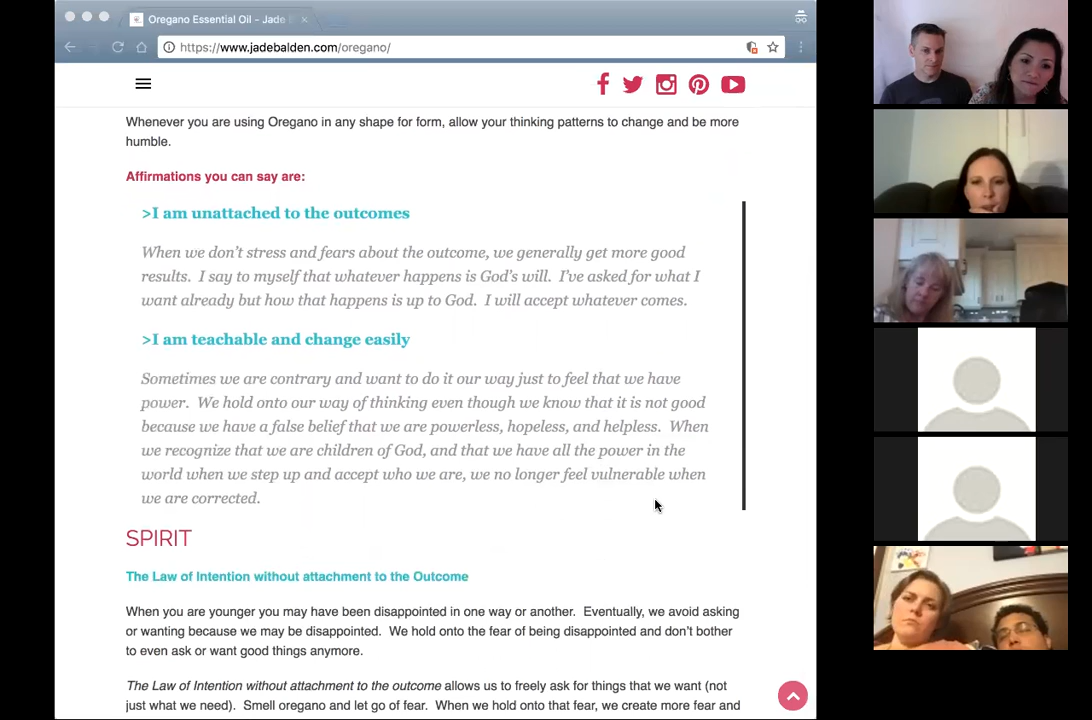 Oregano Essential Oil - Jade
https://www.jadebalden.com/oregano/
Whenever you are using Oregano in any shape for form, allow your thinking patterns to change and be more
humble.
Affirmations you can say are:
>I am unattached to the outcomes
When we don't stress and fears about the outcome, we generally get more good
results.  I say to myself that whatever happens is God's will.  I've asked for what I
want already but how that happens is up to God.  I will accept whatever comes.
>I am teachable and change easily
Sometimes we are contrary and want to do it our way just to feel that we have
power.  We hold onto our way of thinking even though we know that it is not good
because we have a false belief that we are powerless, hopeless, and helpless.  When
we recognize that we are children of God, and that we have all the power in the
world when we step up and accept who we are, we no longer feel vulnerable when
we are corrected.
SPIRIT
The Law of Intention without attachment to the Outcome
When you are younger you may have been disappointed in one way or another.  Eventually, we avoid asking
or wanting because we may be disappointed.  We hold onto the fear of being disappointed and don't bother
to even ask or want good things anymore.
The Law of Intention without attachment to the outcome allows us to freely ask for things that we want (not
just what we need).  Smell oregano and let go of fear.  When we hold onto that fear, we create more fear and